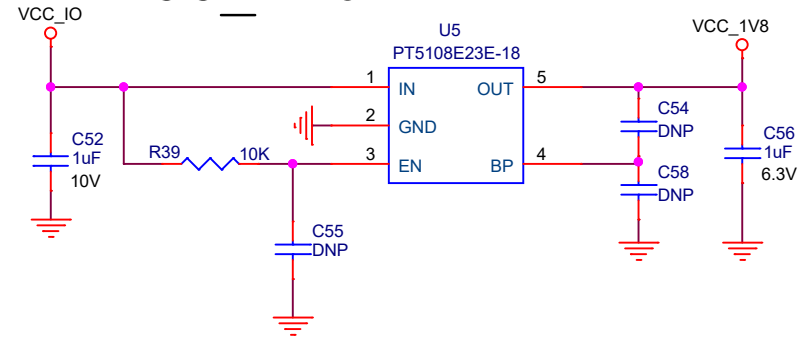 VCC_IO
U5
VCC_1V8
PT5108E23E-18
1
IN
OUT
5
2
GND
3
EN
BP
4
C52
1uF
10V
R39
10K
C54
DNP
C58
DNP
C56
1uF
6.3V
C55
DNP